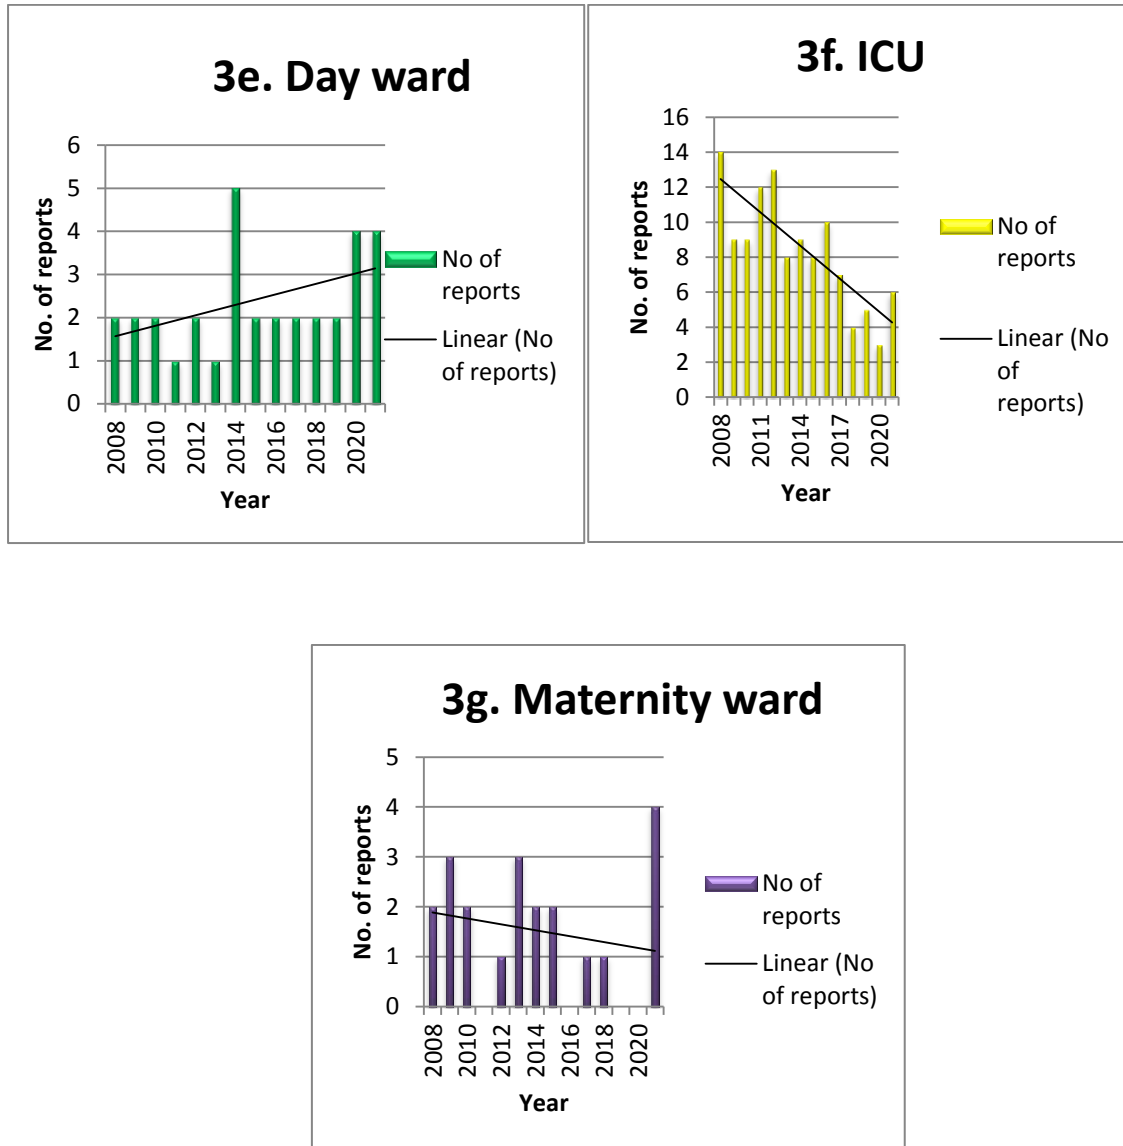 3e. Day ward
6
5
4
3
2
1
0
No. of reports
2008
2010
2012
2014
2016
2018
2020
Year
No of
reports
Linear (No
of reports)
3f. ICU
16
14
12
10
8
6
4
2
0
No. of reports
2008
2011
2014
2017
2020
Year
No of
reports
Linear (No
of
reports)
3g. Maternity ward
5
4
3
2
1
0
No. of reports
2008
2010
2012
2014
2016
2018
2020
Year
No of
reports
Linear (No
of reports)